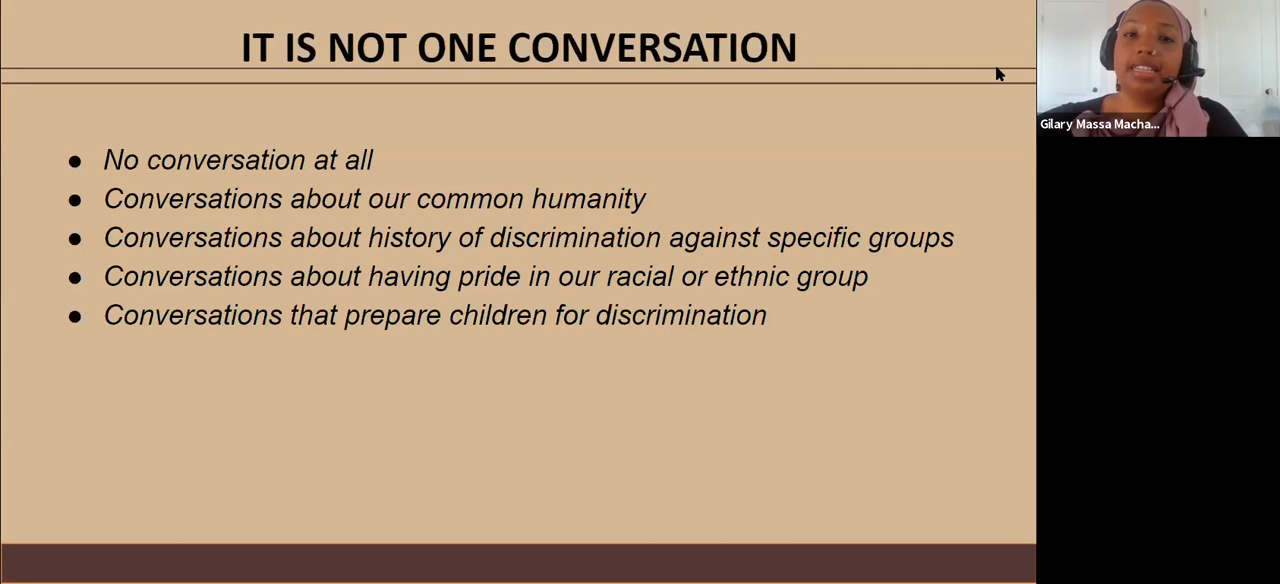 IT IS NOT ONE CONVERSATION
● No conversation at all
● Conversations about our common humanity
● Conversations about history of discrimination against specific groups
● Conversations about having pride in our racial or ethnic group
● Conversations that prepare children for discrimination
Gilary Massa Macha...